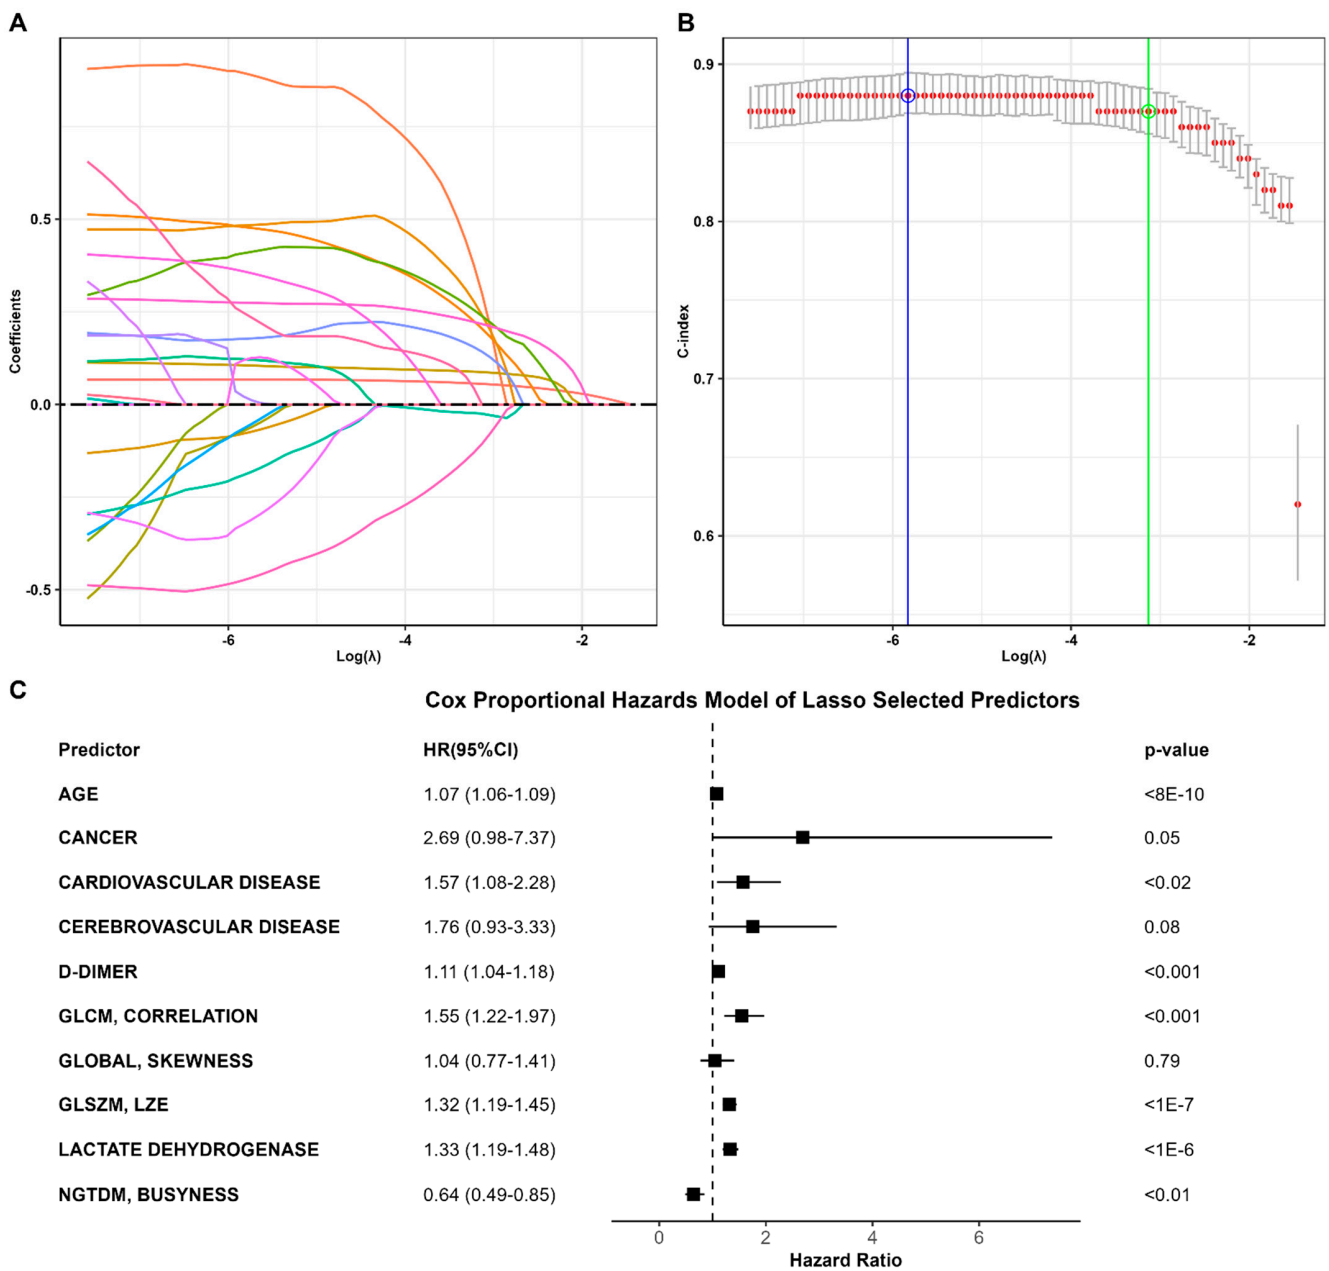 A
B
0.5
0.0
-0.5
Coefficients
-6
-4
-2
Log(λ)
0.9
0.8
0.7
0.6
C-index
-6
-4
-2
Log(λ)
C
Cox Proportional Hazards Model of Lasso Selected Predictors
Predictor HR(95%CI) p-value
AGE 1.07 (1.06-1.09) <8E-10
CANCER 2.69 (0.98-7.37) 0.05
CARDIOVASCULAR DISEASE 1.57 (1.08-2.28) <0.02
CEREBROVASCULAR DISEASE 1.76 (0.93-3.33) 0.08
D-DIMER 1.11 (1.04-1.18) <0.001
GLCM, CORRELATION 1.55 (1.22-1.97) <0.001
GLOBAL, SKEWNESS 1.04 (0.77-1.41) 0.79
GLSZM, LZE 1.32 (1.19-1.45) <1E-7
LACTATE DEHYDROGENASE 1.33 (1.19-1.48) <1E-6
NGTDM, BUSYNESS 0.64 (0.49-0.85) <0.01
0 2 4 6
Hazard Ratio